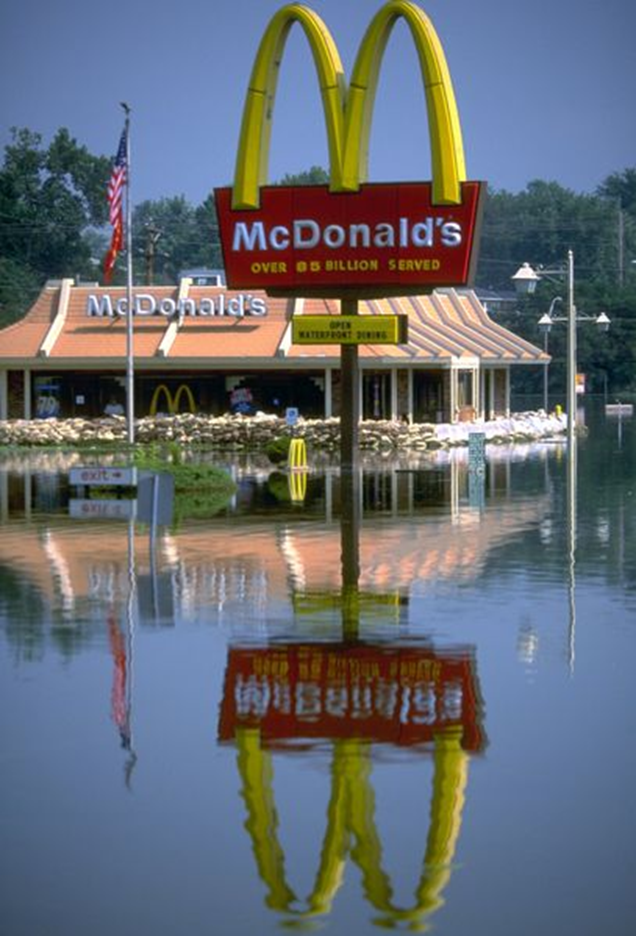 McDonald's
OVER 85 BILLION SERVED
OPEN
WATERFRONT DINING
McDonald's
exit →